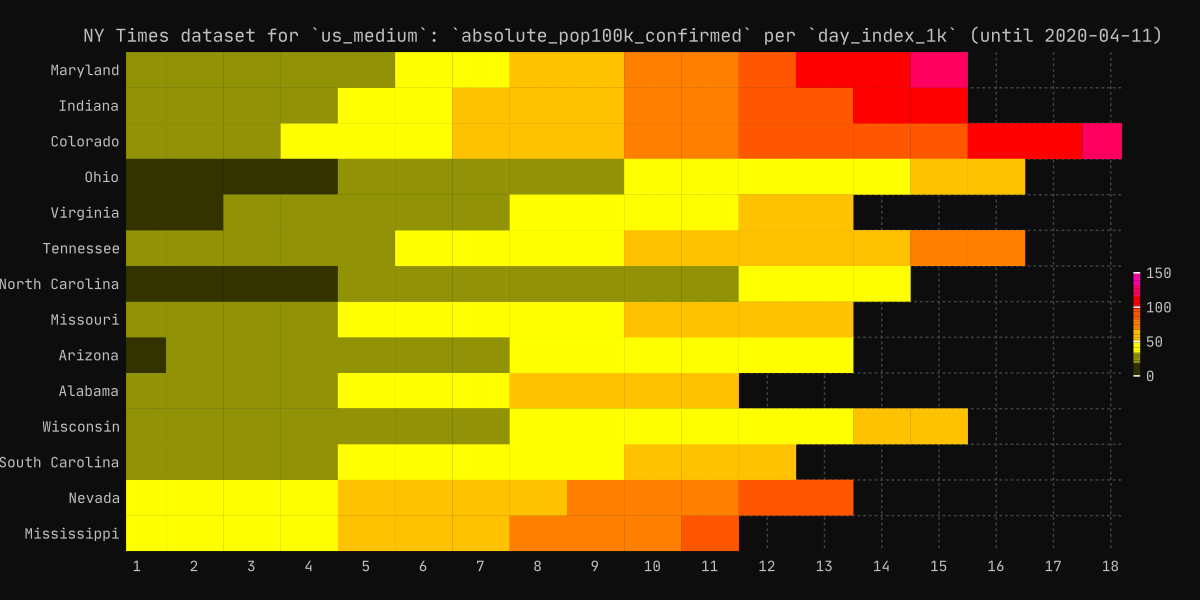 NY Times dataset for `us_medium`: `absolute_pop100k_confirmed` per `day_index_1k` (until 2020-04-11)
Maryland
Indiana
Colorado
Ohio
Virginia
Tennessee
North Carolina
Missouri
Arizona
Alabama
Wisconsin
South Carolina
Nevada
Mississippi
1 2 3 4 5 6 7 8 9 10 11 12 13 14 15 16 17 18
150
100
50
0